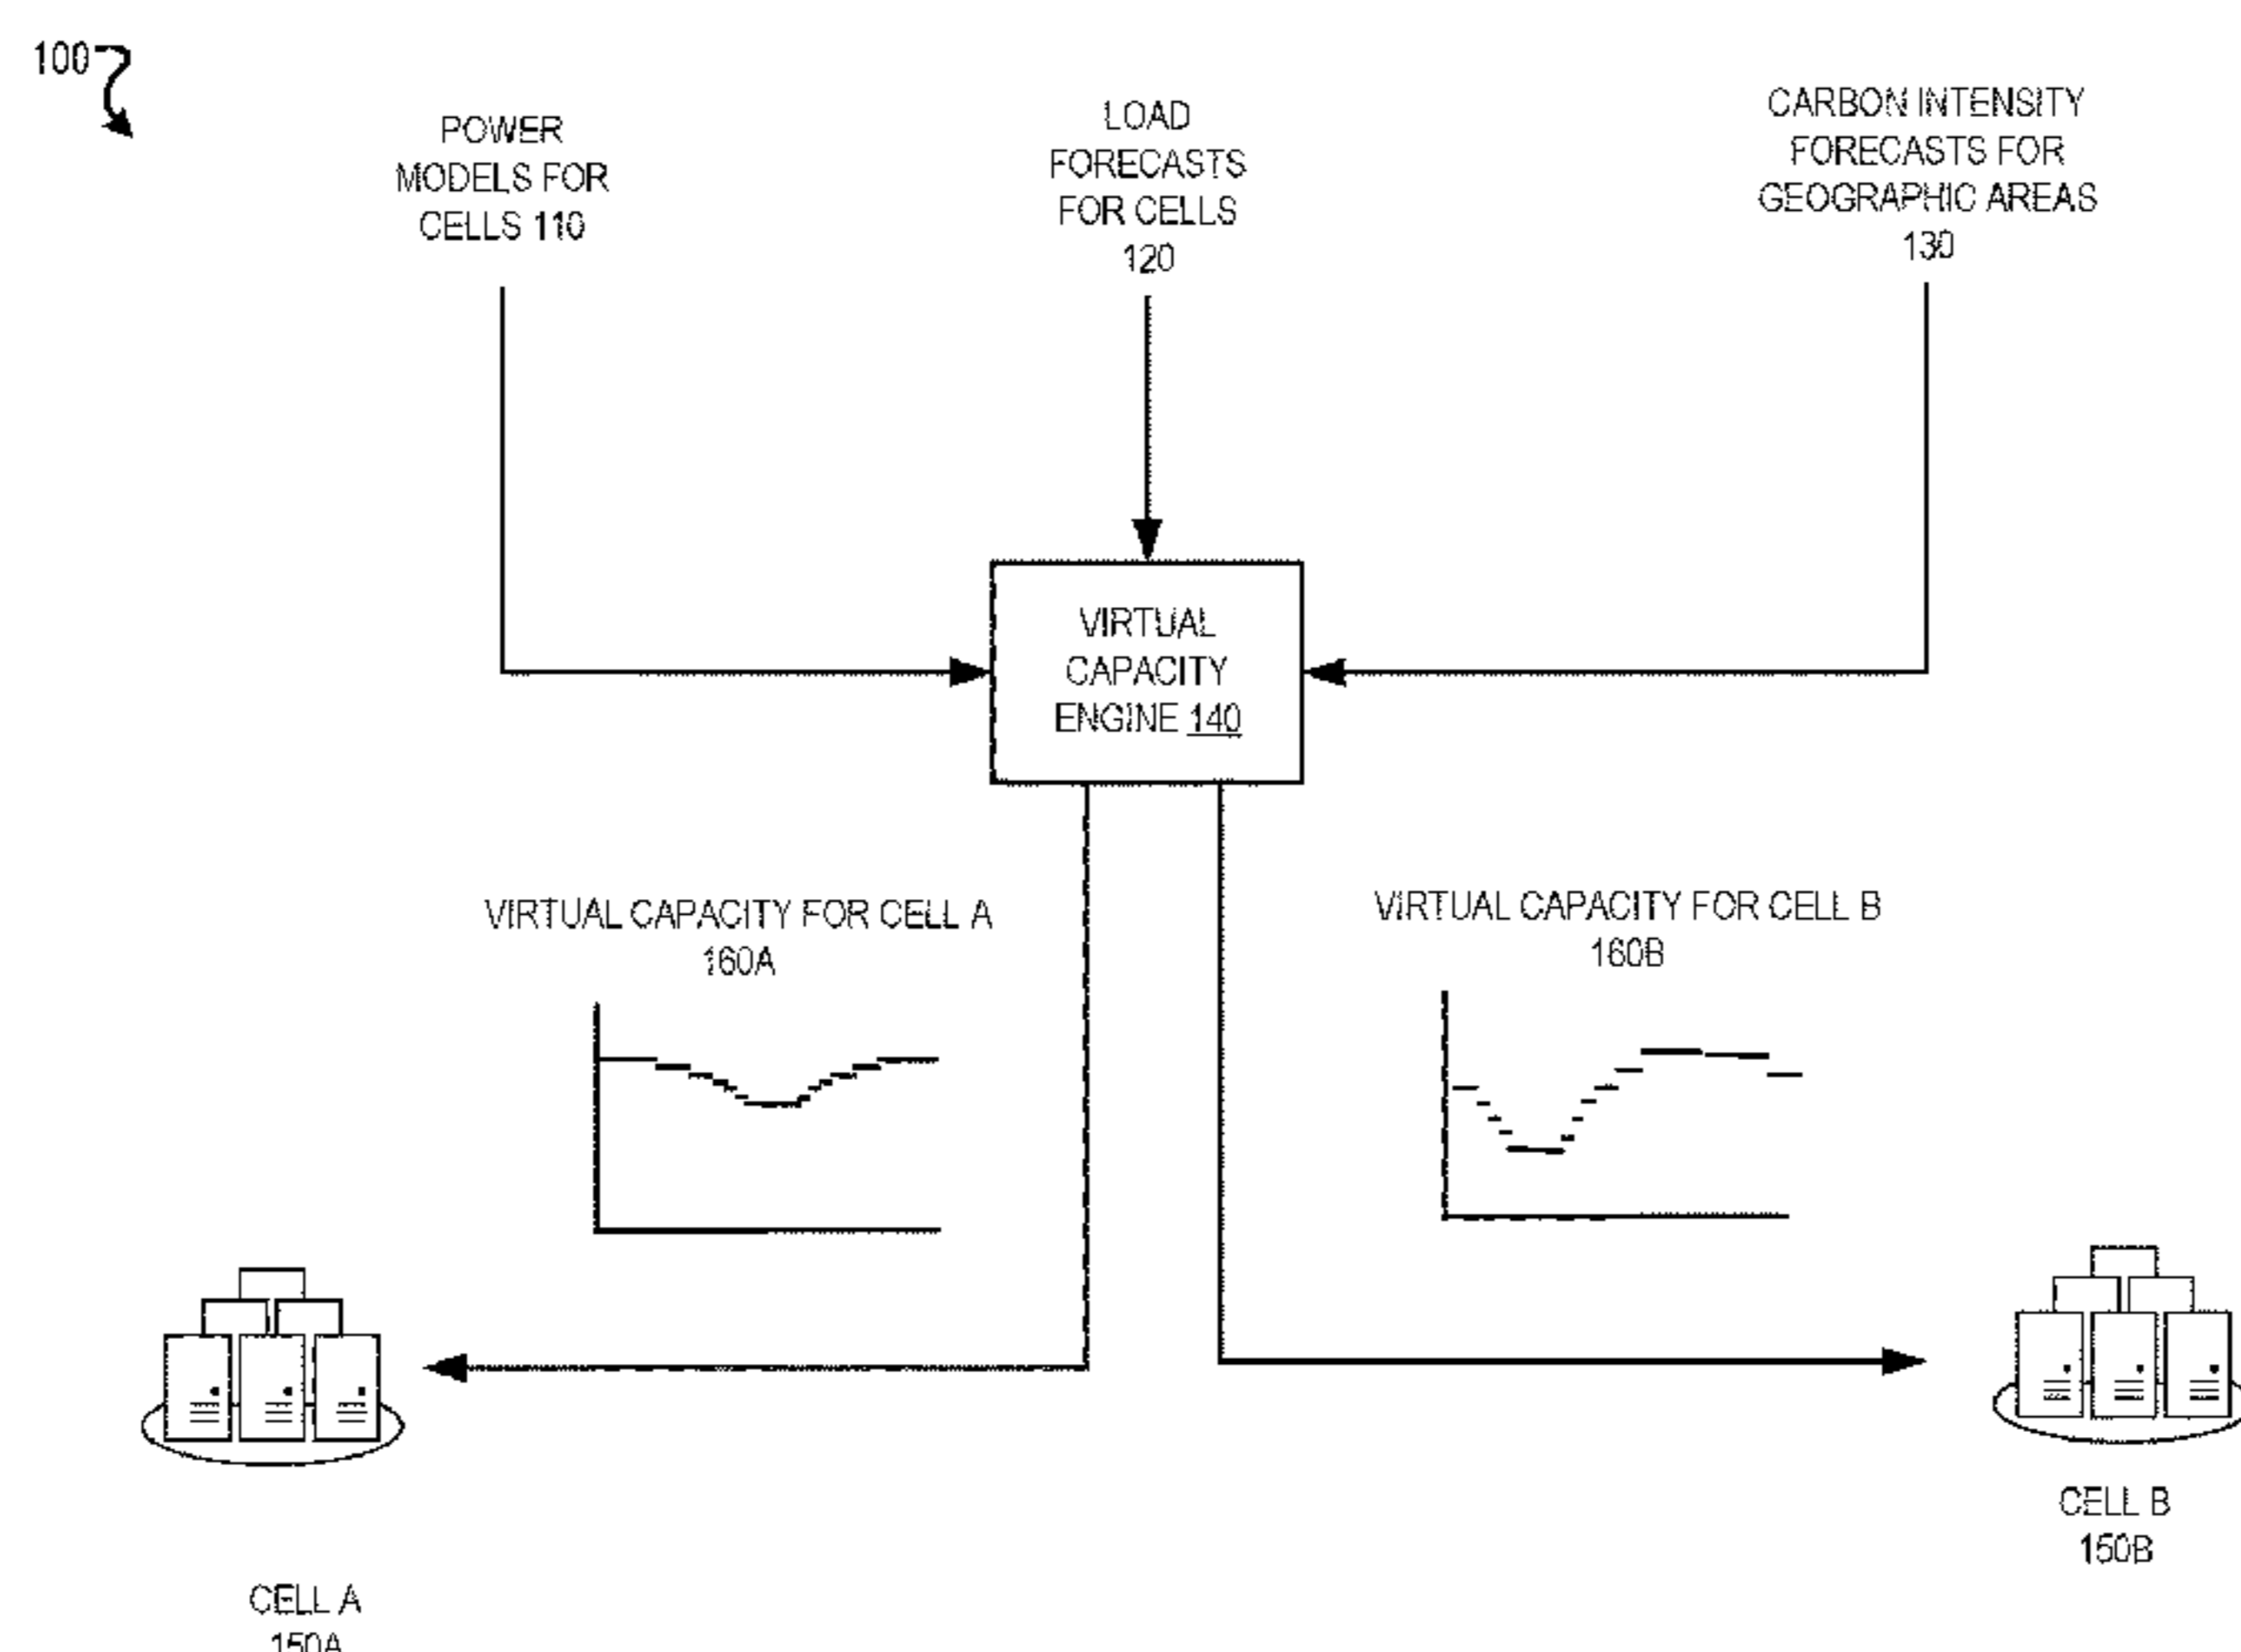 100
POWER
MODELS FOR
CELLS 110
LOAD
FORECASTS
FOR CELLS
120
CARBON INTENSITY
FORECASTS FOR
GEOGRAPHIC AREAS
130
VIRTUAL
CAPACITY
ENGINE 140
VIRTUAL CAPACITY FOR CELL A
160A
VIRTUAL CAPACITY FOR CELL B
160B
CELL B
150B
CELL A
150A